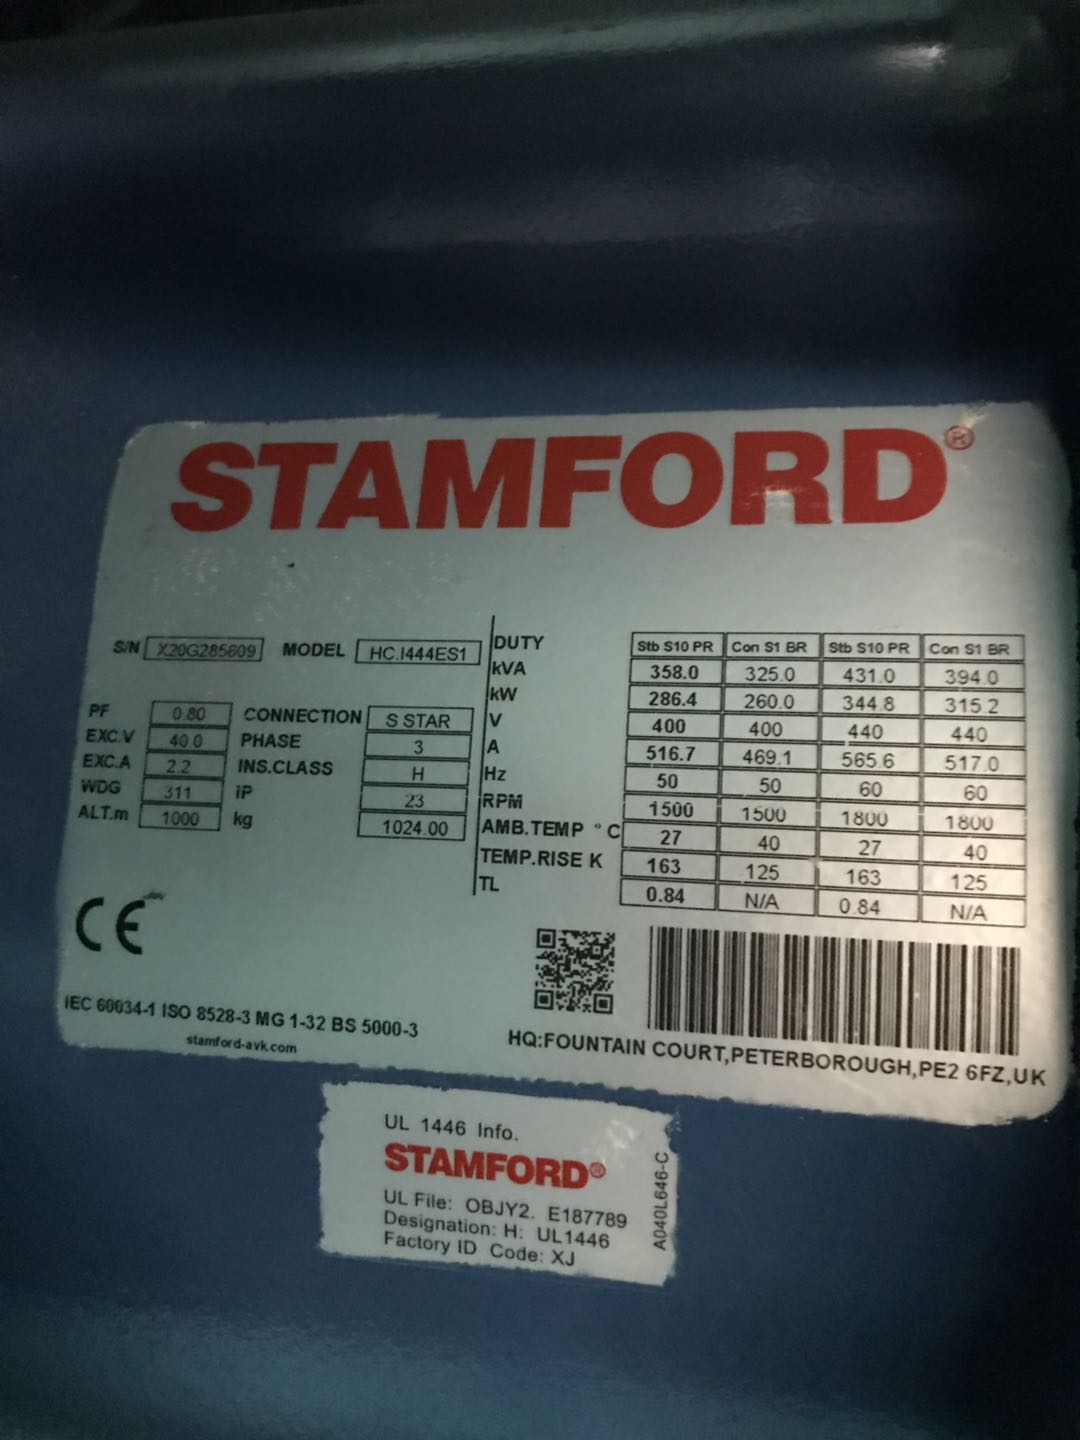 STAMFORD®
S/N X20G285609 MODEL HC.I444ES1
PF 0.80 CONNECTION S STAR
EXC.V 40.0 PHASE 3
EXC.A 2.2 INS.CLASS H
WDG 311 iP 23
ALT.m 1000 kg 1024.00
DUTY Stb S10 PR Con S1 BR Stb S10 PR Con S1 BR
kVA 358.0 325.0 431.0 394.0
kW 286.4 260.0 344.8 315.2
V 400 400 440 440
A 516.7 469.1 565.6 517.0
Hz 50 50 60 60
RPM 1500 1500 1800 1800
AMB.TEMP °C 27 40 27 40
TEMP.RISE K 163 125 163 125
TL 0.84 N/A 0.84 N/A
CE
IEC 60034-1 ISO 8528-3 MG 1-32 BS 5000-3
stamford-avk.com
HQ:FOUNTAIN COURT,PETERBOROUGH,PE2 6FZ,UK
UL 1446 Info.
STAMFORD®
UL File: OBJY2. E187789
Designation: H: UL1446
Factory ID Code: XJ
A040L646-C